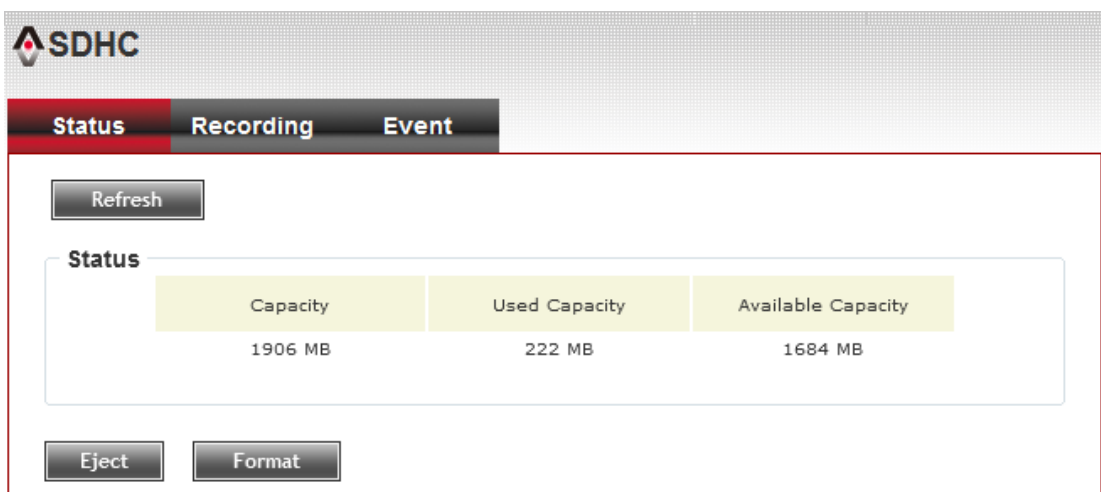 SDHC
Status Recording Event
Refresh
Status
Capacity Used Capacity Available Capacity
1906 MB 222 MB 1684 MB
Eject Format